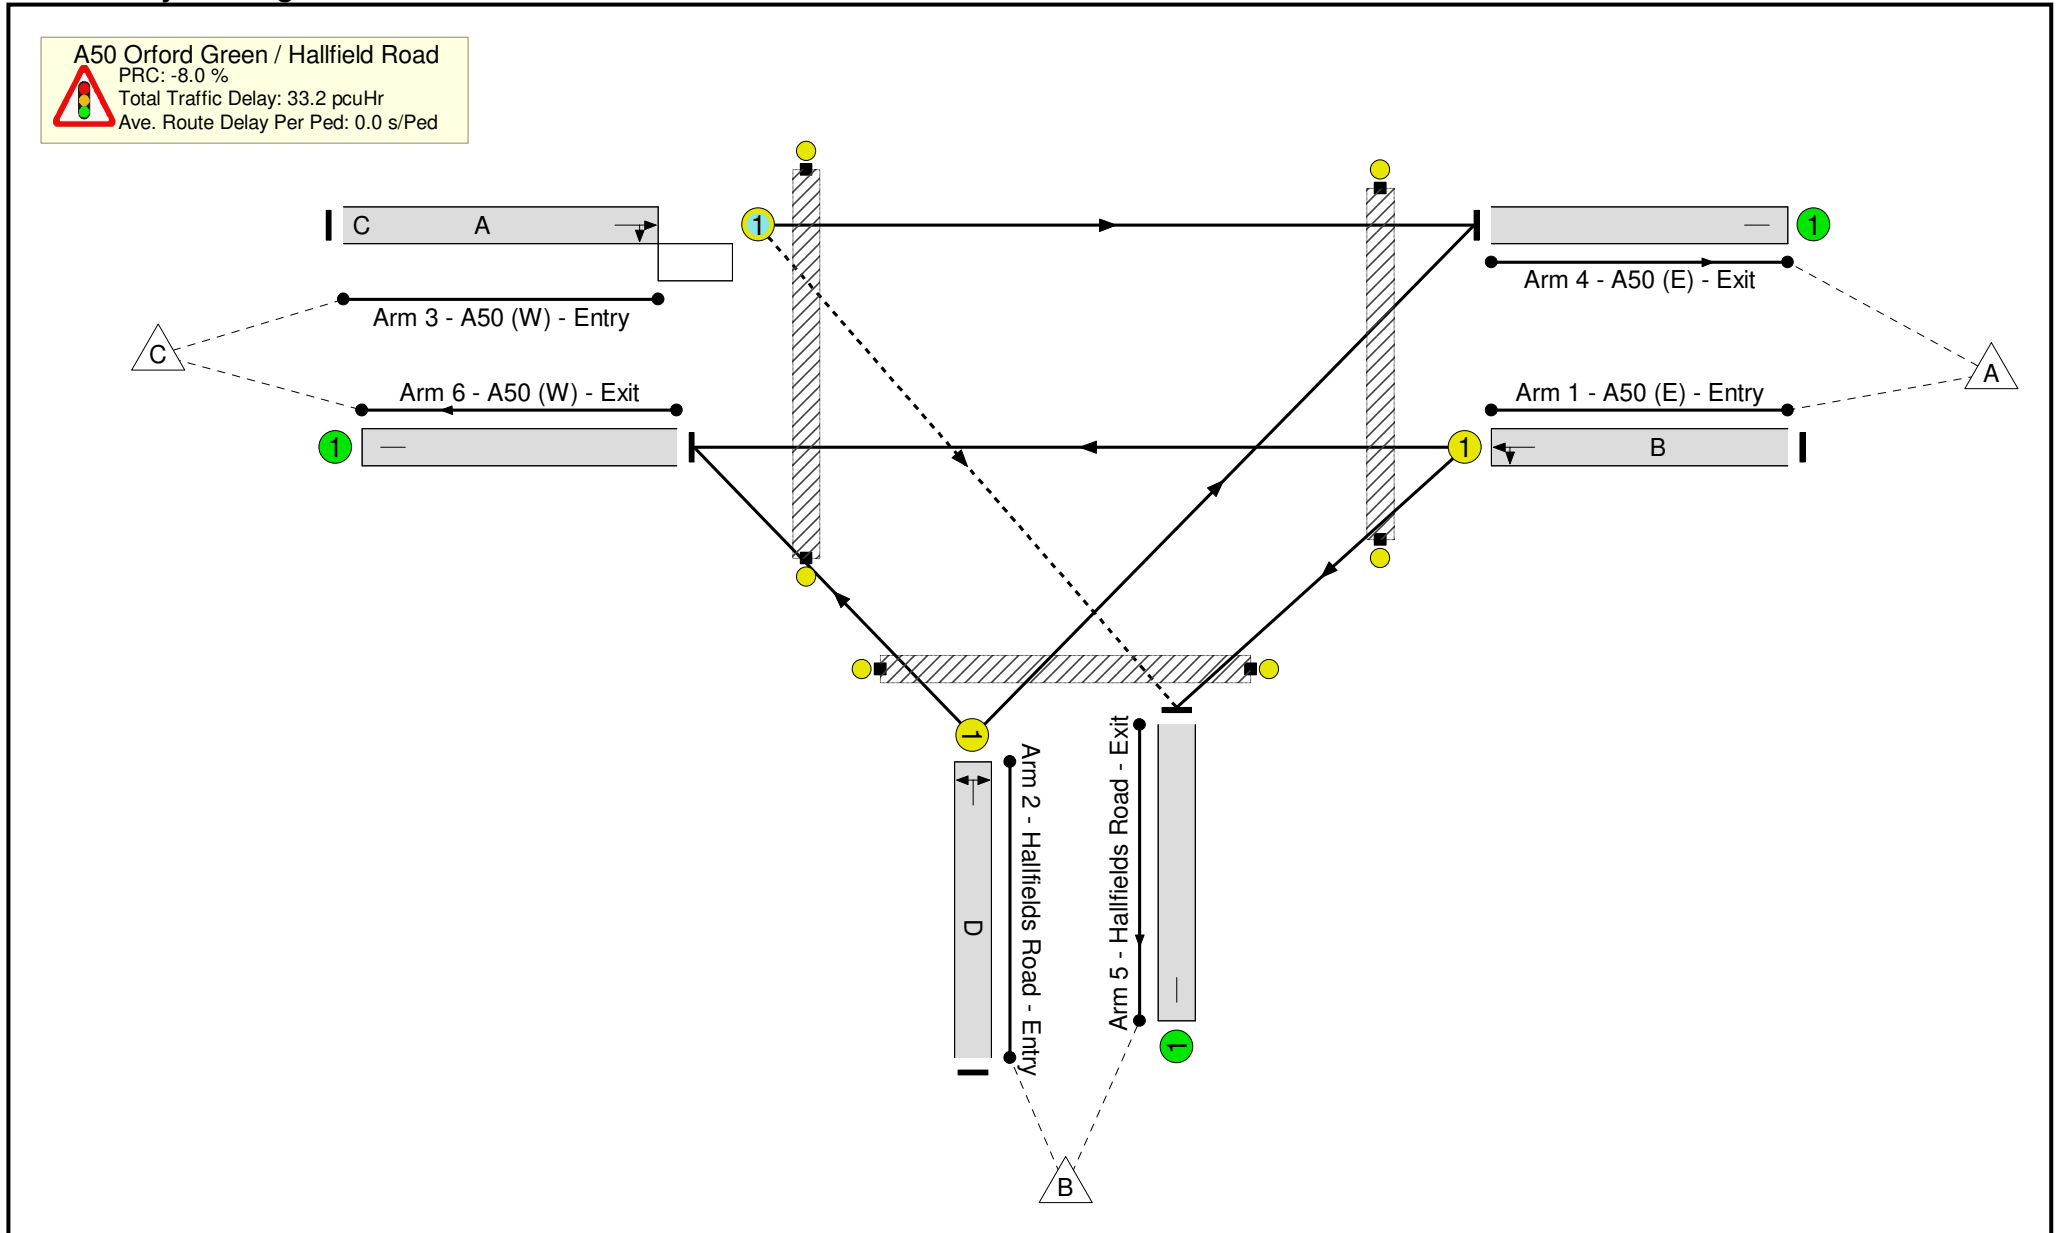 A50 Orford Green / Hallfield Road
PRC: -8.0 %
Total Traffic Delay: 33.2 pcuHr
Ave. Route Delay Per Ped: 0.0 s/Ped
C A
1
1
Arm 3 - A50 (W) - Entry
Arm 4 - A50 (E) - Exit
C
A
Arm 6 - A50 (W) - Exit
Arm 1 - A50 (E) - Entry
1
1
B
1
Arm 2 - Hallfields Road - Entry
Arm 5 - Hallfields Road - Exit
D
1
B